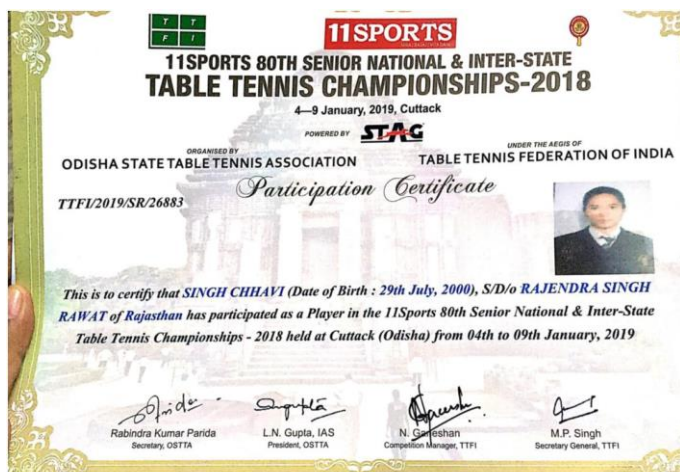 T T
F I
11SPORTS
11SPORTS 80TH SENIOR NATIONAL & INTER-STATE
TABLE TENNIS CHAMPIONSHIPS-2018
4—9 January, 2019, Cuttack
POWERED BY STAG
ORGANISED BY
ODISHA STATE TABLE TENNIS ASSOCIATION
UNDER THE AEGIS OF
TABLE TENNIS FEDERATION OF INDIA
Participation Certificate
TTFI/2019/SR/26883
This is to certify that SINGH CHHAVI (Date of Birth : 29th July, 2000), S/D/o RAJENDRA SINGH
RAWAT of Rajasthan has participated as a Player in the 11Sports 80th Senior National & Inter-State
Table Tennis Championships - 2018 held at Cuttack (Odisha) from 04th to 09th January, 2019
Rabindra Kumar Parida
Secretary, OSTTA
L.N. Gupta, IAS
President, OSTTA
N. Ganeshan
Competition Manager, TTFI
M.P. Singh
Secretary General, TTFI